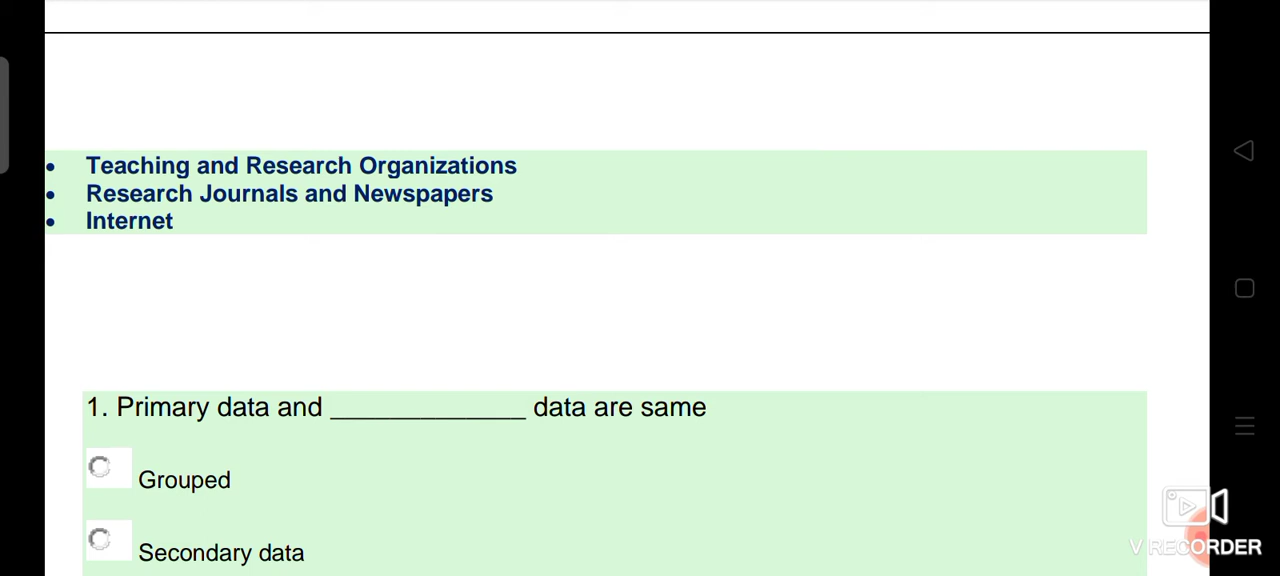 • Teaching and Research Organizations
• Research Journals and Newspapers
• Internet
1. Primary data and _____________ data are same
Grouped
Secondary data
V RECORDER